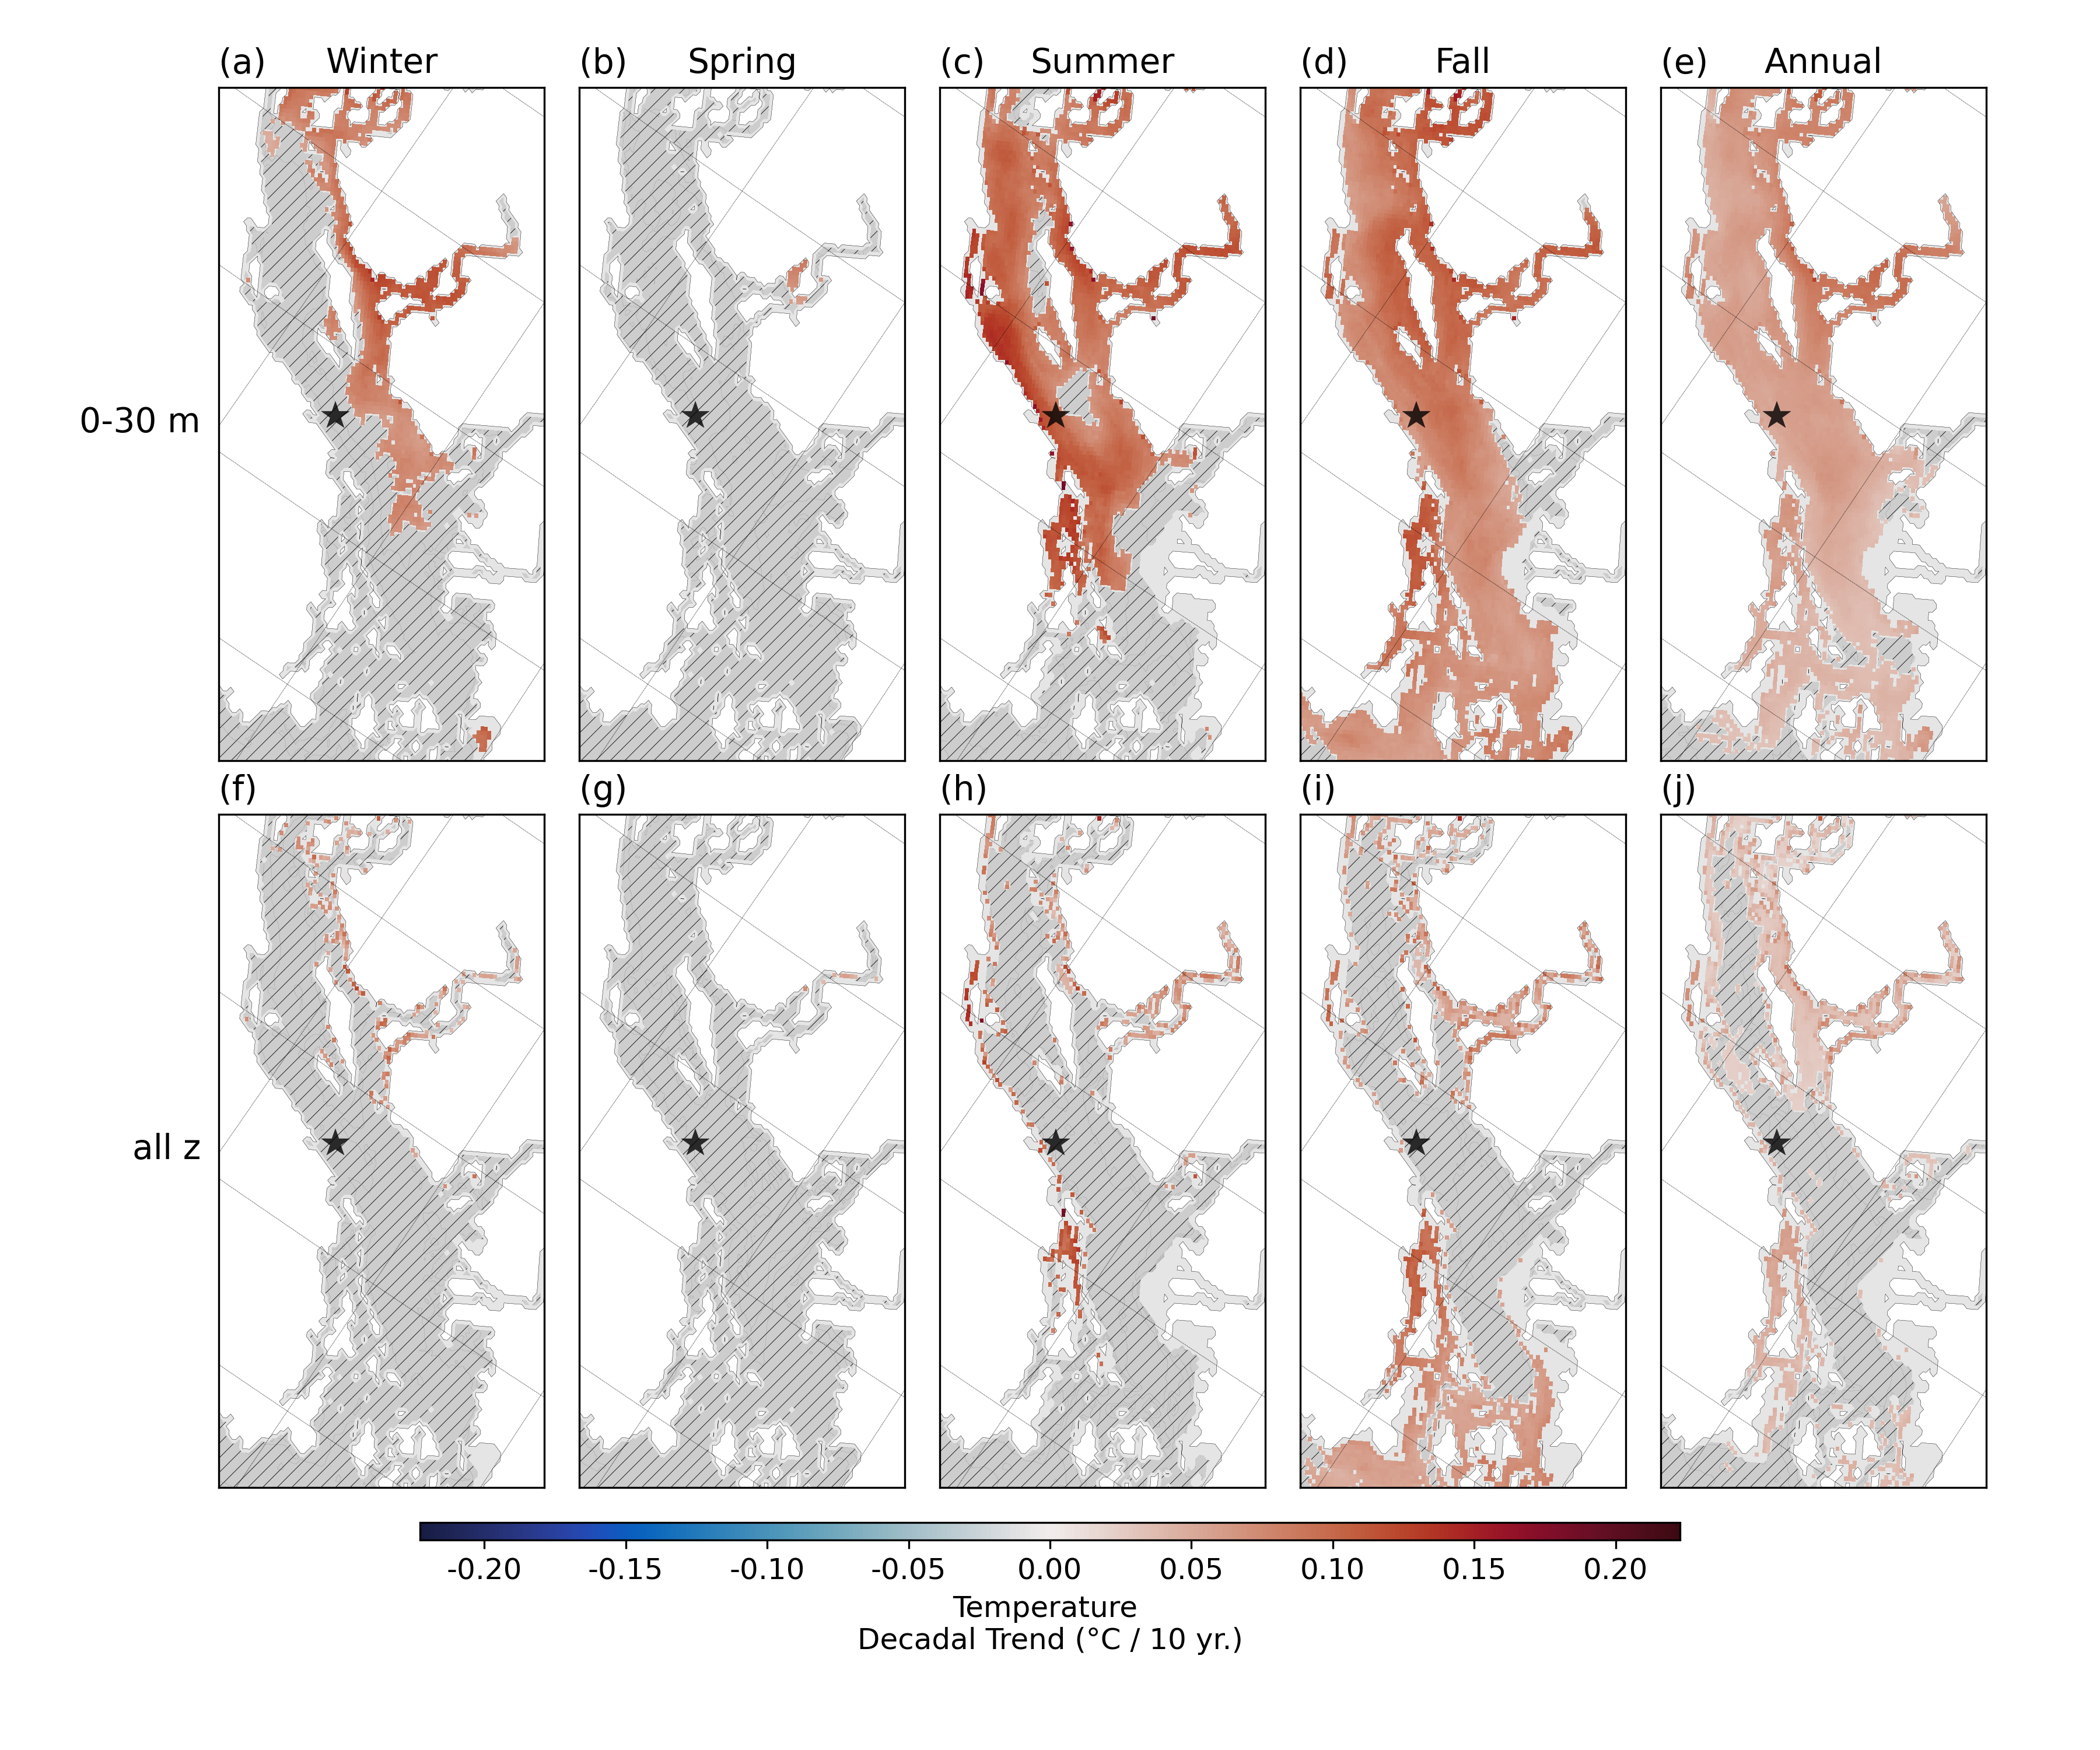 (a) Winter (b) Spring (c) Summer (d) Fall (e) Annual
0-30 m
(f) (g) (h) (i) (j)
all z
-0.20 -0.15 -0.10 -0.05 0.00 0.05 0.10 0.15 0.20
Temperature
Decadal Trend (°C / 10 yr.)